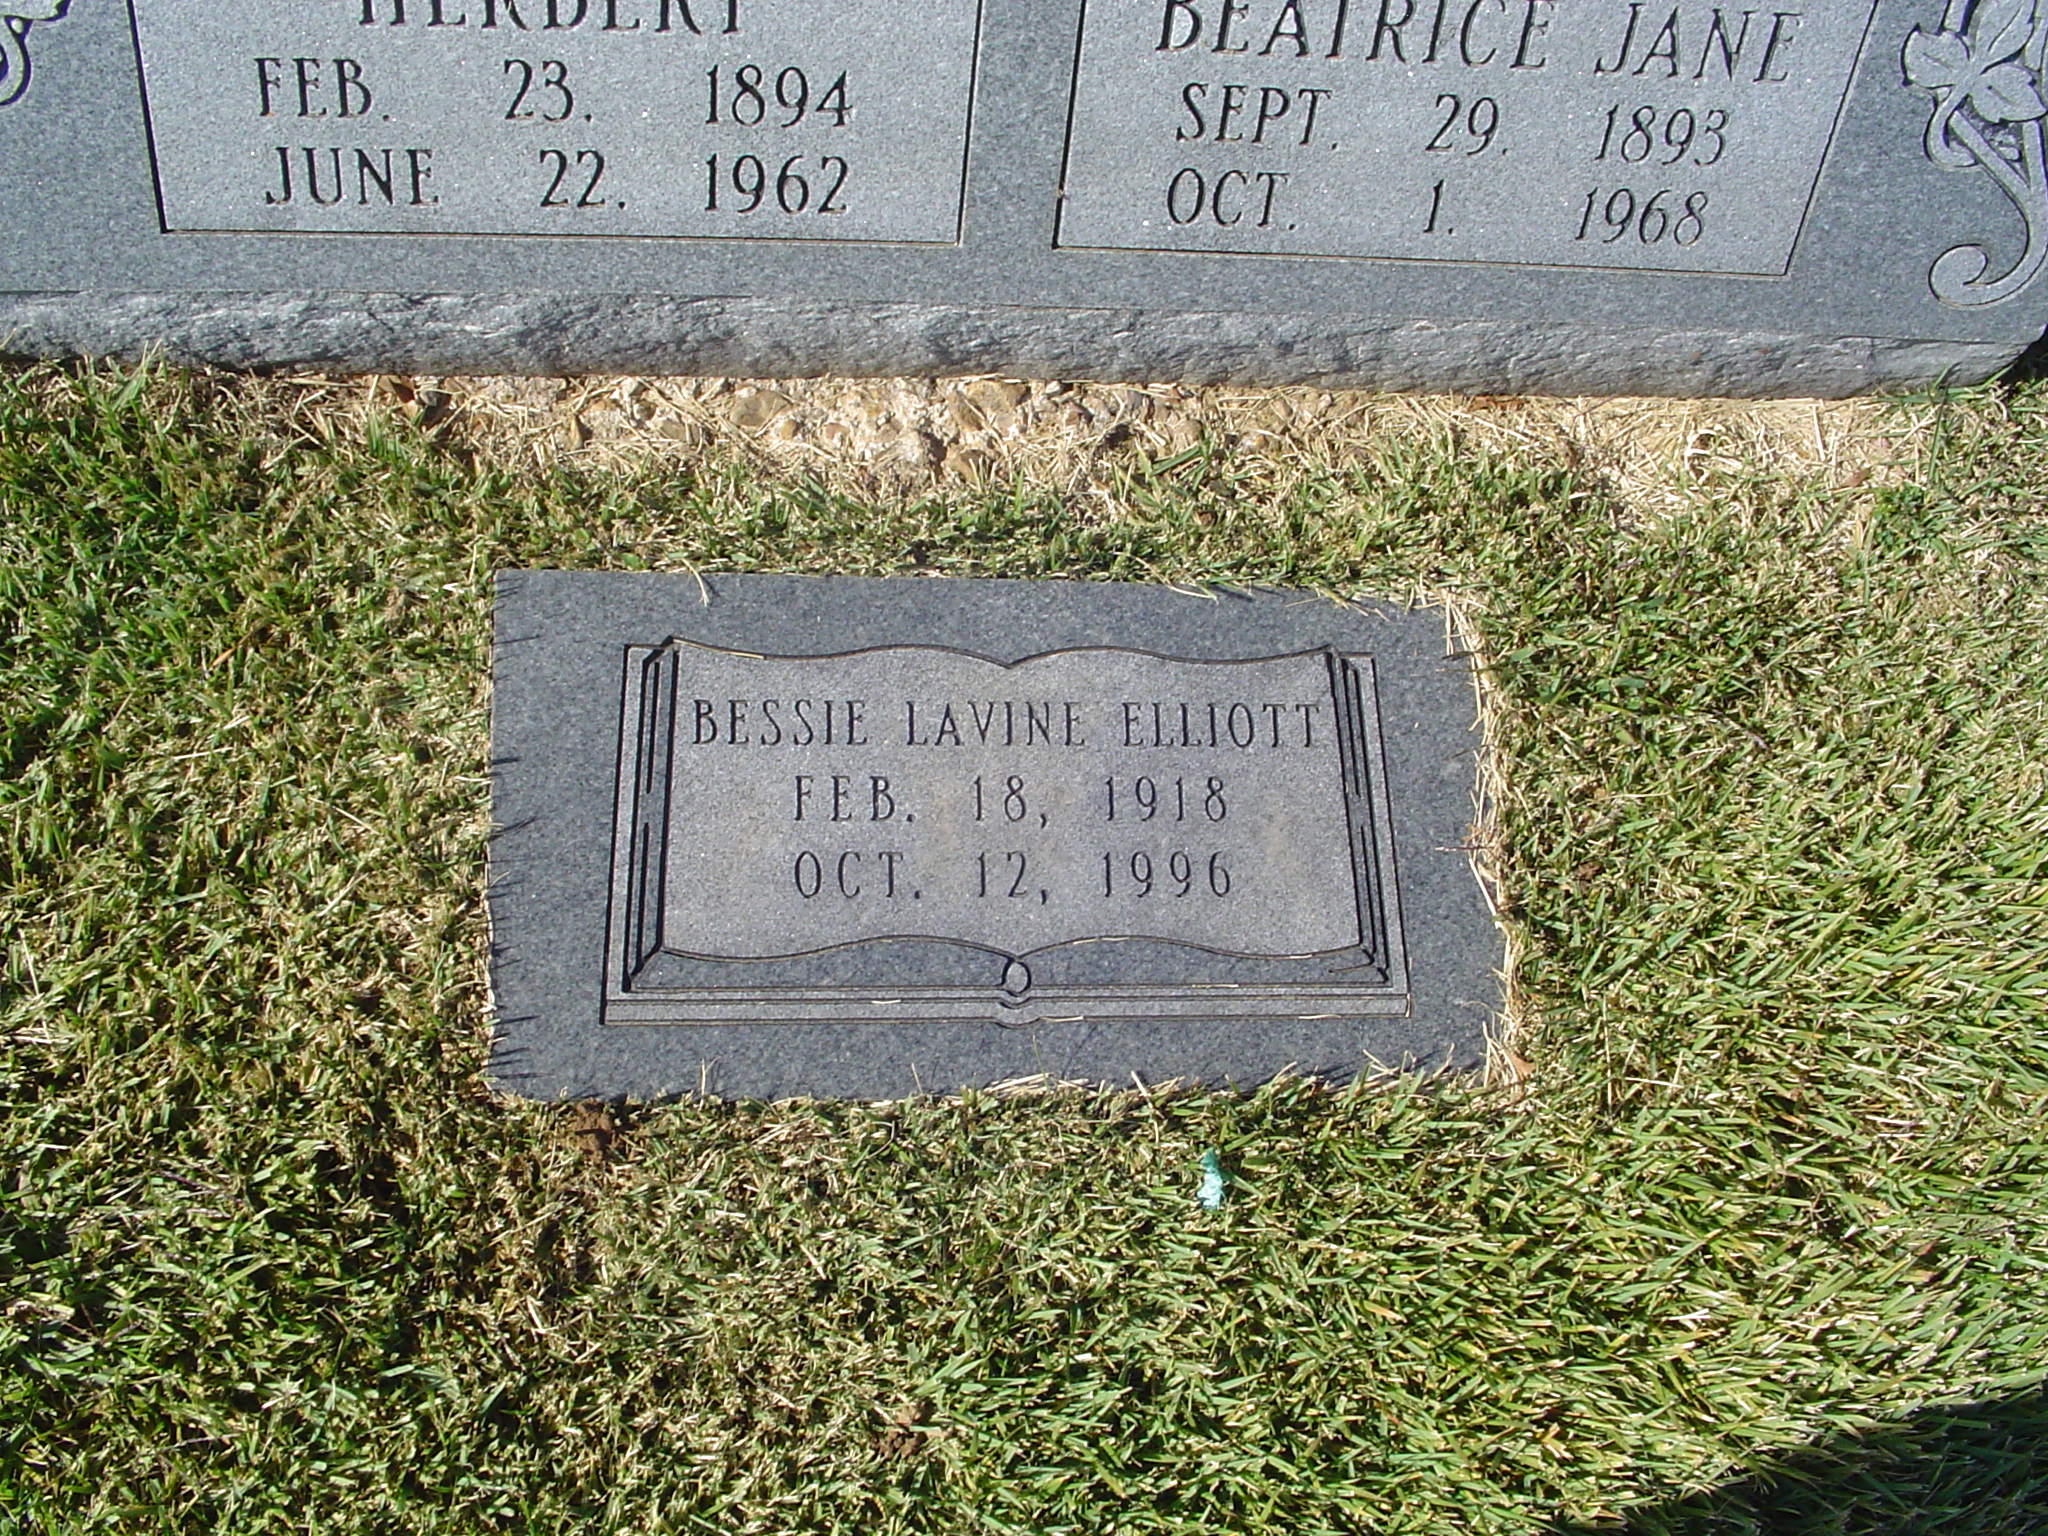 HERBERT
FEB. 23. 1894
JUNE 22. 1962
BEATRICE JANE
SEPT. 29. 1893
OCT. 1. 1968
BESSIE LAVINE ELLIOTT
FEB. 18, 1918
OCT. 12, 1996